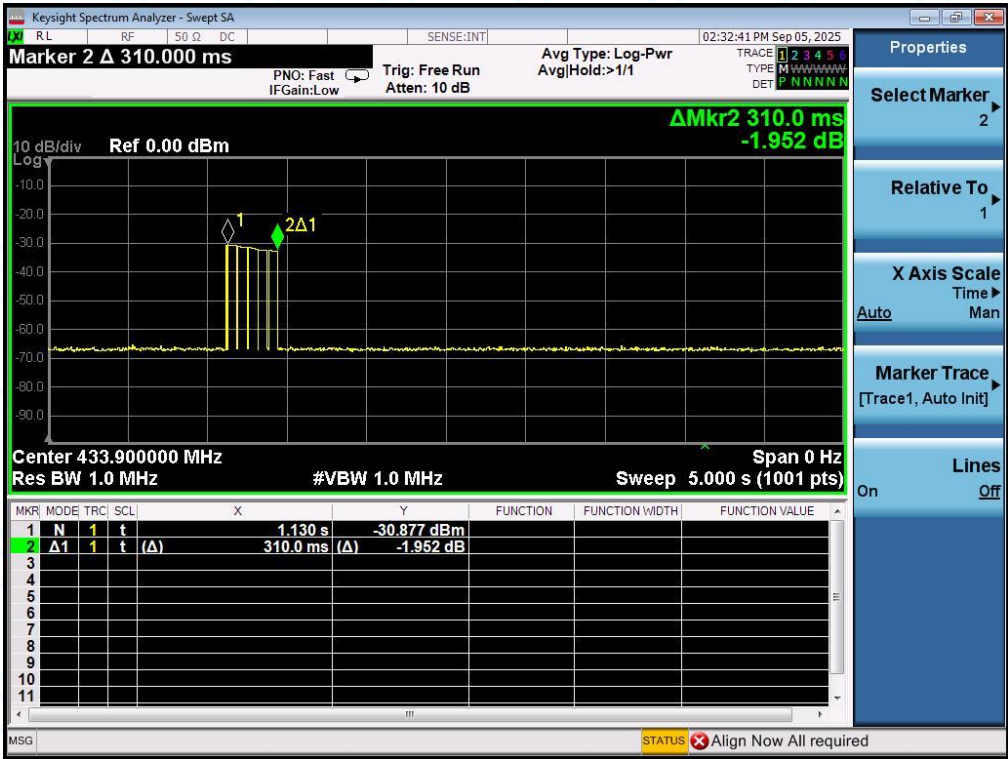 Keysight Spectrum Analyzer - Swept SA
LXI RL RF 50 Ω DC SENSE:INT 02:32:41 PM Sep 05, 2025
Marker 2 Δ 310.000 ms
PNO: Fast
IFGain:Low
Trig: Free Run
Atten: 10 dB
Avg Type: Log-Pwr
Avg|Hold:>1/1
TRACE 1 2 3 4 5 6
TYPE M WWWWW
DET P N N N N N
ΔMkr2 310.0 ms
-1.952 dB
10 dB/div Ref 0.00 dBm
Log
-10.0
-20.0
1
2Δ1
-30.0
-40.0
-50.0
-60.0
-70.0
-80.0
-90.0
Center 433.900000 MHz Span 0 Hz
Res BW 1.0 MHz #VBW 1.0 MHz Sweep 5.000 s (1001 pts)
MKR MODE TRC SCL X Y FUNCTION FUNCTION WIDTH FUNCTION VALUE
1 N 1 t 1.130 s -30.877 dBm
2 Δ1 1 t (Δ) 310.0 ms (Δ) -1.952 dB
3
4
5
6
7
8
9
10
11
MSG STATUS Align Now All required
Properties
Select Marker
2
Relative To
1
X Axis Scale
Time
Auto Man
Marker Trace
[Trace1, Auto Init]
Lines
On Off